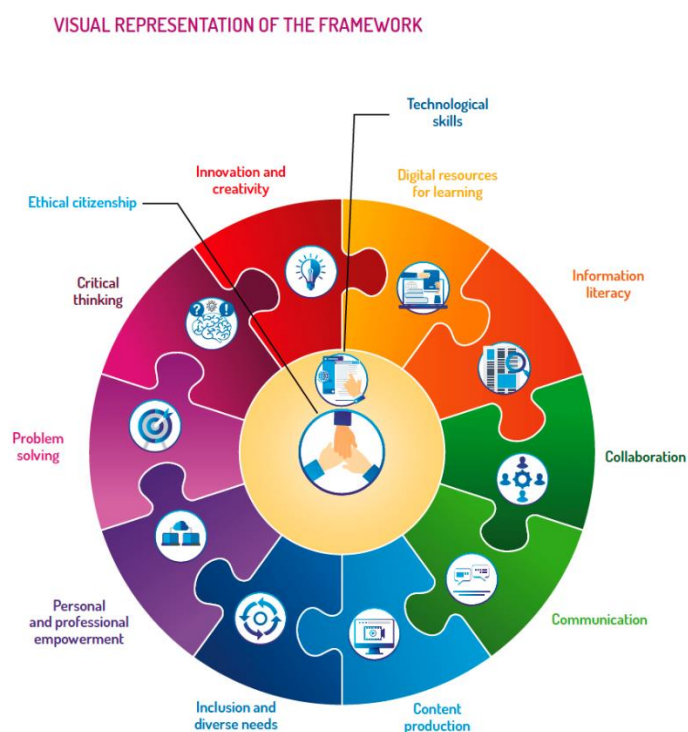 VISUAL REPRESENTATION OF THE FRAMEWORK
Technological
skills
Innovation and
creativity
Digital resources
for learning
Ethical citizenship
Critical
thinking
Information
literacy
Problem
solving
Collaboration
Personal
and professional
empowerment
Communication
Inclusion and
diverse needs
Content
production